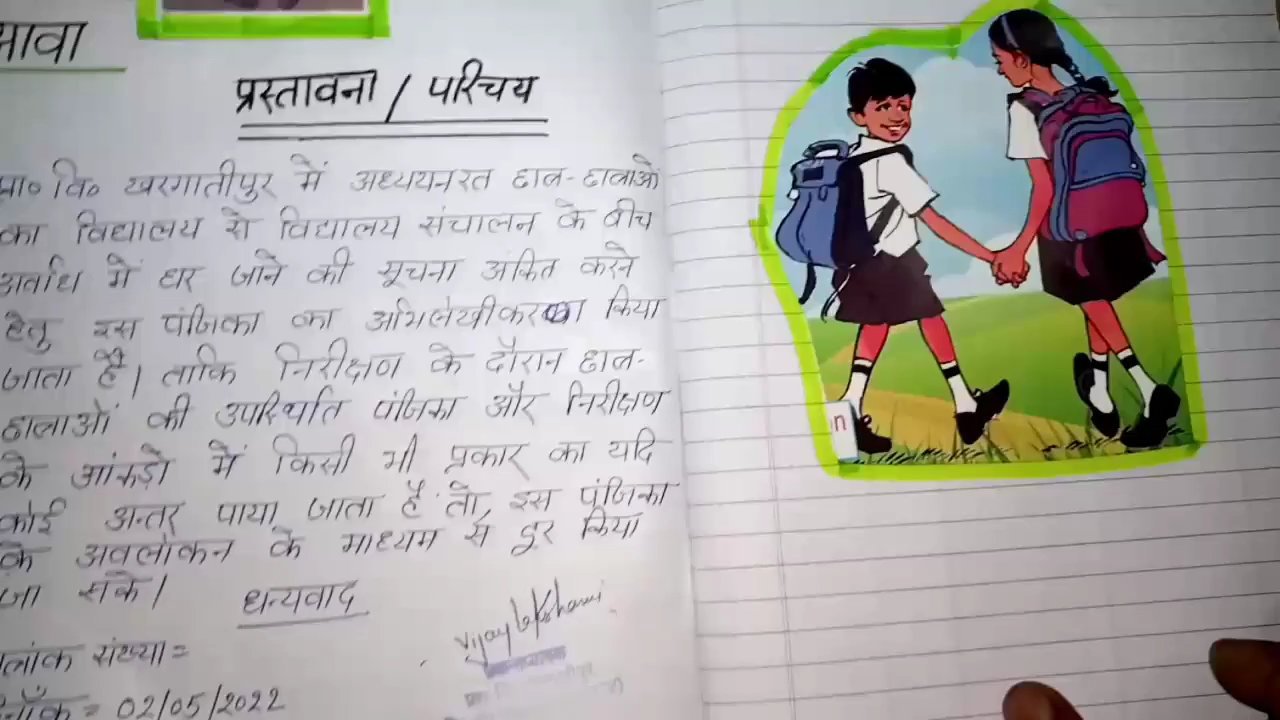 प्रस्तावना / परिचय
प्रा० वि० खरगातीपुर में अध्ययनरत छात्र-छात्राओं
का विद्यालय से विद्यालय संचालन के बीच
अवधि में घर जाने की सूचना अंकित करने
हेतु इस पंजिका का अभिलेखीकरण किया
जाता है। ताकि निरीक्षण के दौरान छात्र-
छात्राओं की उपस्थिति पंजिका और निरीक्षण
के आंकड़ो में किसी भी प्रकार का यदि
कोई अन्तर पाया जाता है तो इस पंजिका
के अवलोकन के माध्यम से दूर किया
जा सके।
धन्यवाद
Vijay lakshami
संख्या =
= 02/05/2022
n